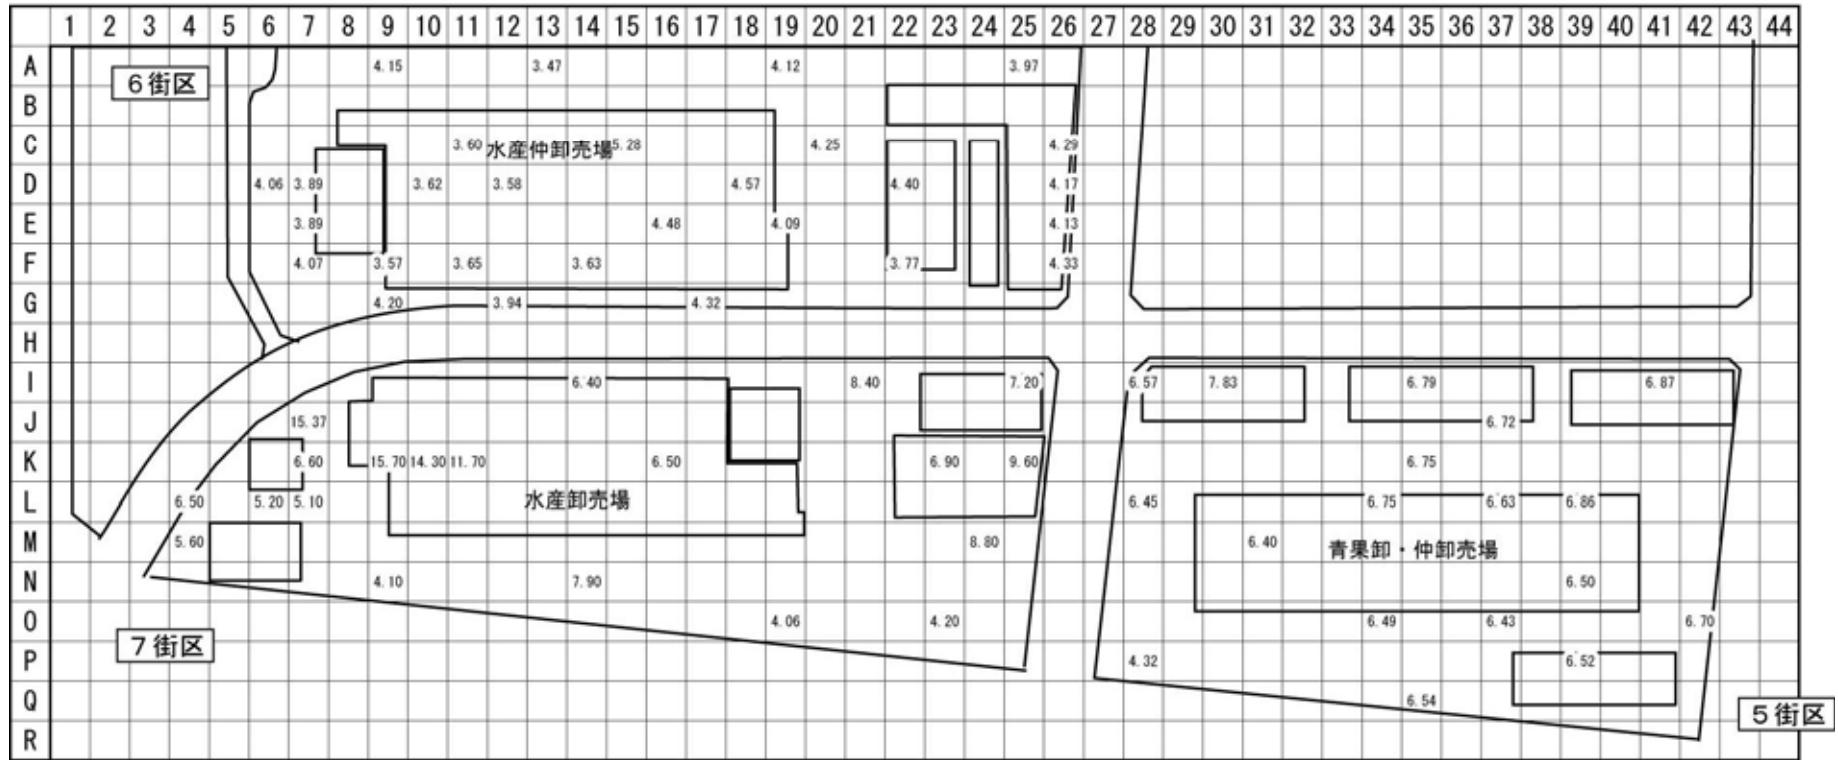 1 2 3 4 5 6 7 8 9 10 11 12 13 14 15 16 17 18 19 20 21 22 23 24 25 26 27 28 29 30 31 32 33 34 35 36 37 38 39 40 41 42 43 44
A 4.15 3.47 4.12 3.97
6街区
B
C 3.60 水産仲卸売場 5.28 4.25 4.29
D 4.06 3.89 3.62 3.58 4.57 4.40 4.17
E 3.89 4.48 4.09 4.13
F 4.07 3.57 3.65 3.63 3.77 4.33
G 4.20 3.94 4.32
H
I 6.40 8.40 7.20 6.57 7.83 6.79 6.87
J 15.37 6.72
K 6.60 15.70 14.30 11.70 6.50 6.90 9.60 6.75
L 6.50 5.20 5.10 水産卸売場 6.45 6.75 6.63 6.86
M 5.60 8.80 6.40 青果卸・仲卸売場
N 4.10 7.90 6.50
O 4.06 4.20 6.49 6.43 6.70
7街区
P 4.32 6.52
Q 6.54
5街区
R